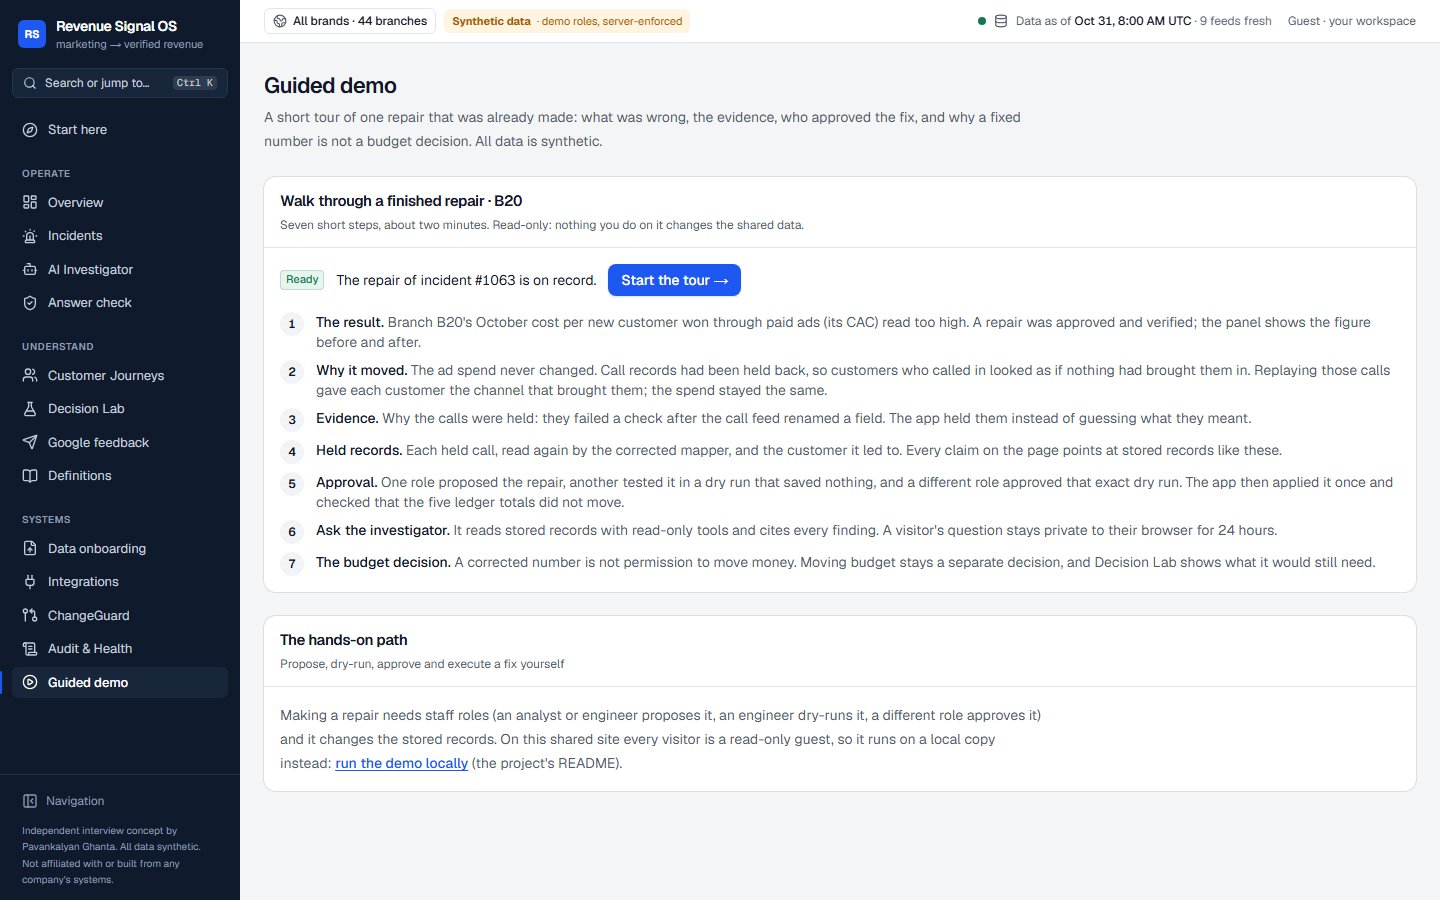 RS
Revenue Signal OS
marketing → verified revenue
Search or jump to...
Ctrl K
Start here
OPERATE
Overview
Incidents
AI Investigator
Answer check
UNDERSTAND
Customer Journeys
Decision Lab
Google feedback
Definitions
SYSTEMS
Data onboarding
Integrations
ChangeGuard
Audit & Health
Guided demo
Navigation
Independent interview concept by
Pavankalyan Ghanta. All data synthetic.
Not affiliated with or built from any
company's systems.
All brands · 44 branches
Synthetic data · demo roles, server-enforced
Data as of Oct 31, 8:00 AM UTC · 9 feeds fresh
Guest · your workspace
Guided demo
A short tour of one repair that was already made: what was wrong, the evidence, who approved the fix, and why a fixed
number is not a budget decision. All data is synthetic.
Walk through a finished repair · B20
Seven short steps, about two minutes. Read-only: nothing you do on it changes the shared data.
Ready The repair of incident #1063 is on record. Start the tour →
1 The result. Branch B20's October cost per new customer won through paid ads (its CAC) read too high. A repair was approved and verified; the panel shows the figure
before and after.
2 Why it moved. The ad spend never changed. Call records had been held back, so customers who called in looked as if nothing had brought them in. Replaying those calls
gave each customer the channel that brought them; the spend stayed the same.
3 Evidence. Why the calls were held: they failed a check after the call feed renamed a field. The app held them instead of guessing what they meant.
4 Held records. Each held call, read again by the corrected mapper, and the customer it led to. Every claim on the page points at stored records like these.
5 Approval. One role proposed the repair, another tested it in a dry run that saved nothing, and a different role approved that exact dry run. The app then applied it once and
checked that the five ledger totals did not move.
6 Ask the investigator. It reads stored records with read-only tools and cites every finding. A visitor's question stays private to their browser for 24 hours.
7 The budget decision. A corrected number is not permission to move money. Moving budget stays a separate decision, and Decision Lab shows what it would still need.
The hands-on path
Propose, dry-run, approve and execute a fix yourself
Making a repair needs staff roles (an analyst or engineer proposes it, an engineer dry-runs it, a different role approves it)
and it changes the stored records. On this shared site every visitor is a read-only guest, so it runs on a local copy
instead: run the demo locally (the project's README).